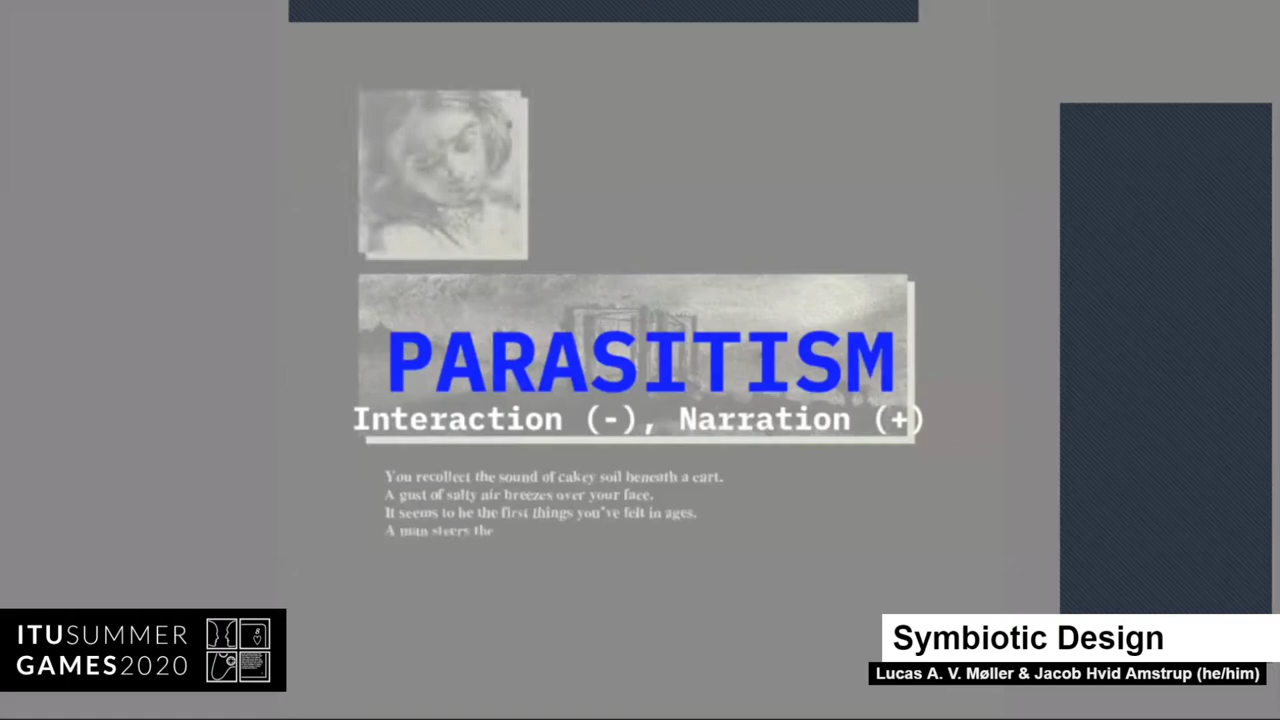 PARASITISM
Interaction (-), Narration (+)
You recollect the sound of cakey soil beneath a cart.
A gust of salty air breezes over your face.
It seems to be the first things you've felt in ages.
A man steers the
ITUSUMMER
GAMES2020
Symbiotic Design
Lucas A. V. Møller & Jacob Hvid Amstrup (he/him)